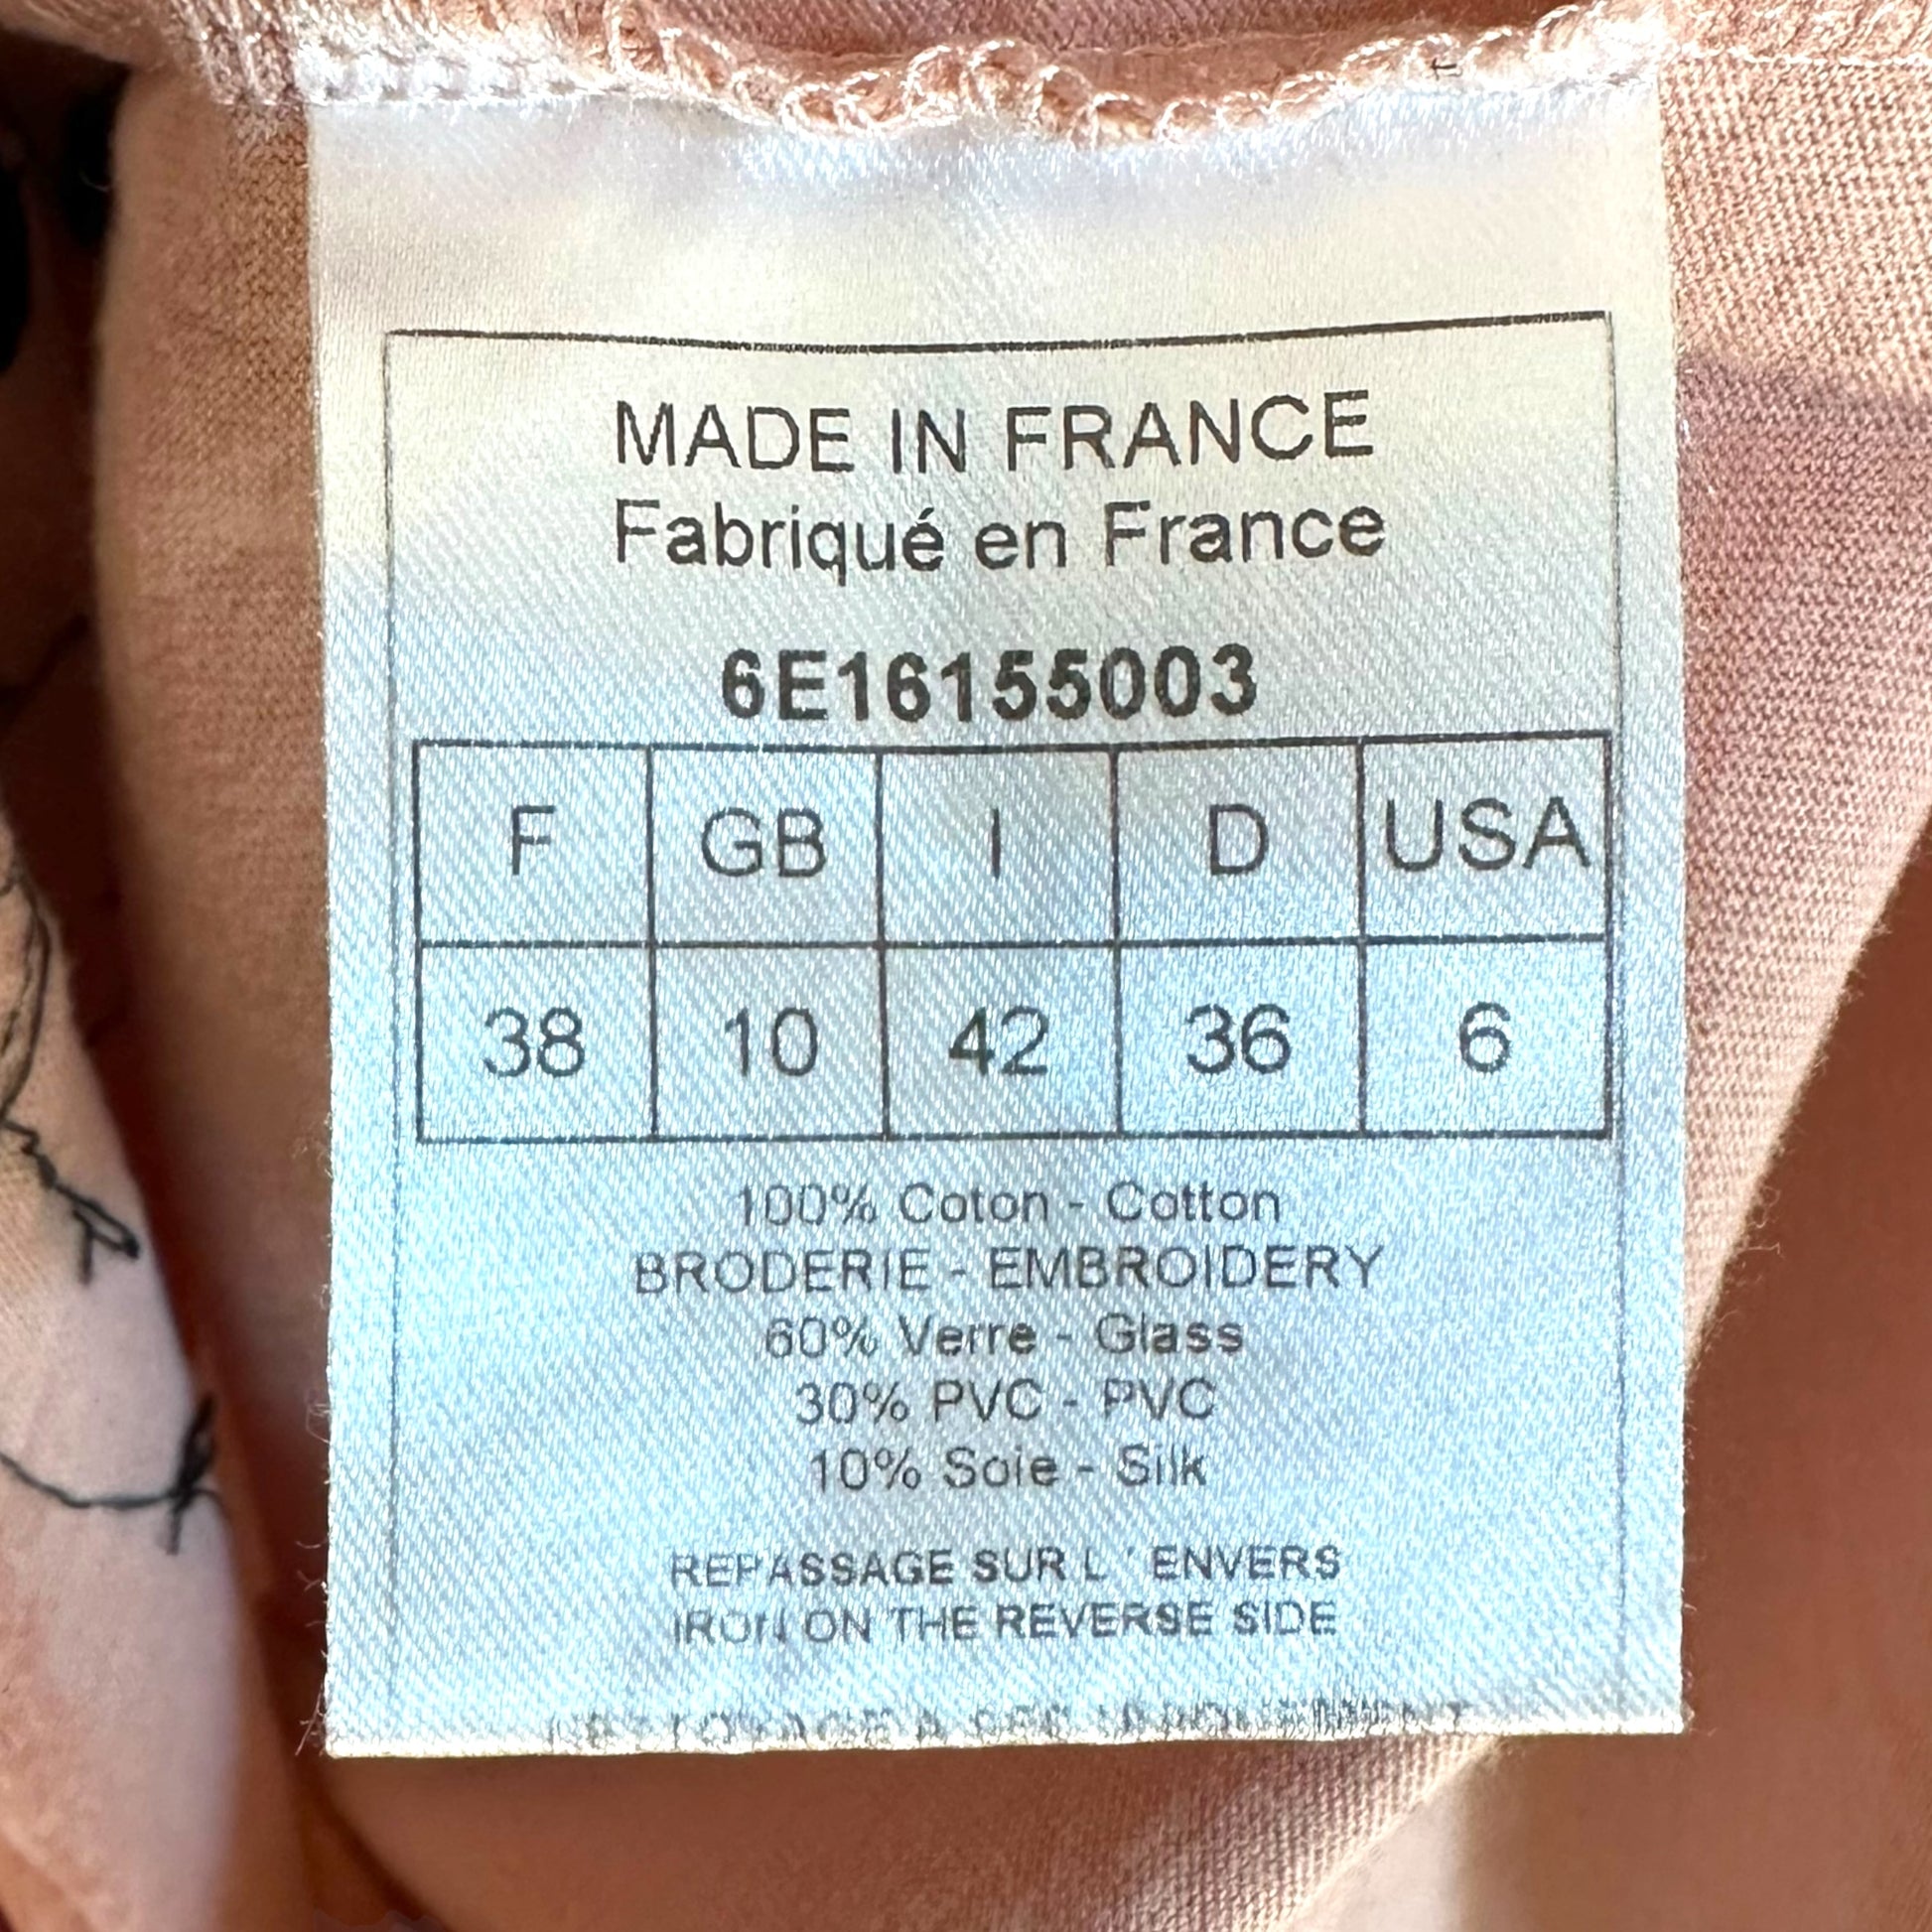 MADE IN FRANCE
Fabriqué en France
6E16155003
F GB I D USA
38 10 42 36 6
100% Coton - Cotton
BRODERIE - EMBROIDERY
60% Verre - Glass
30% PVC - PVC
10% Soie - Silk
REPASSAGE SUR L ' ENVERS
IRON ON THE REVERSE SIDE